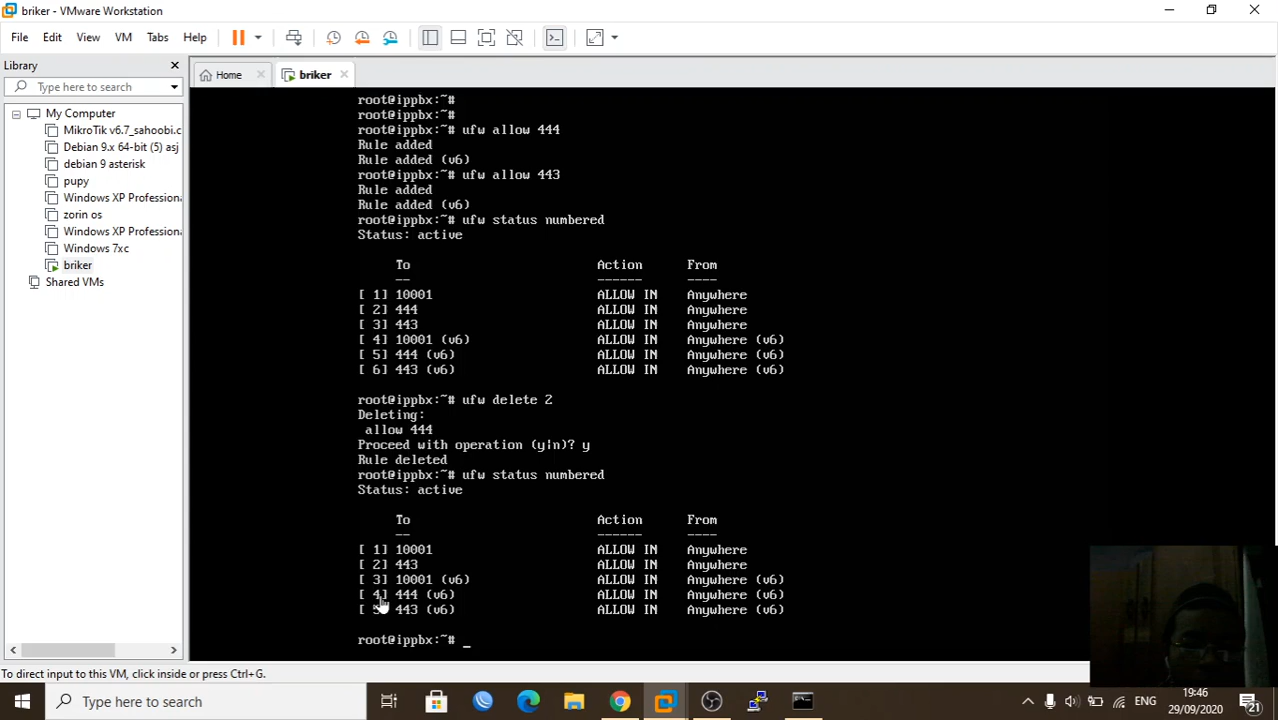 briker - VMware Workstation
File Edit View VM Tabs Help
Library
Type here to search
My Computer
MikroTik v6.7_sahoobi.c
Debian 9.x 64-bit (5) asj
debian 9 asterisk
pupy
Windows XP Professiona
zorin os
Windows XP Professiona
Windows 7xc
briker
Shared VMs
Home
briker
root@ippbx:~#
root@ippbx:~#
root@ippbx:~# ufw allow 444
Rule added
Rule added (v6)
root@ippbx:~# ufw allow 443
Rule added
Rule added (v6)
root@ippbx:~# ufw status numbered
Status: active
To Action From
-- ------ ----
[ 1] 10001 ALLOW IN Anywhere
[ 2] 444 ALLOW IN Anywhere
[ 3] 443 ALLOW IN Anywhere
[ 4] 10001 (v6) ALLOW IN Anywhere (v6)
[ 5] 444 (v6) ALLOW IN Anywhere (v6)
[ 6] 443 (v6) ALLOW IN Anywhere (v6)
root@ippbx:~# ufw delete 2
Deleting:
allow 444
Proceed with operation (y|n)? y
Rule deleted
root@ippbx:~# ufw status numbered
Status: active
To Action From
-- ------ ----
[ 1] 10001 ALLOW IN Anywhere
[ 2] 443 ALLOW IN Anywhere
[ 3] 10001 (v6) ALLOW IN Anywhere (v6)
[ 4] 444 (v6) ALLOW IN Anywhere (v6)
[ 5] 443 (v6) ALLOW IN Anywhere (v6)
root@ippbx:~# _
To direct input to this VM, click inside or press Ctrl+G.
Type here to search
ENG
19:46
29/09/2020
21